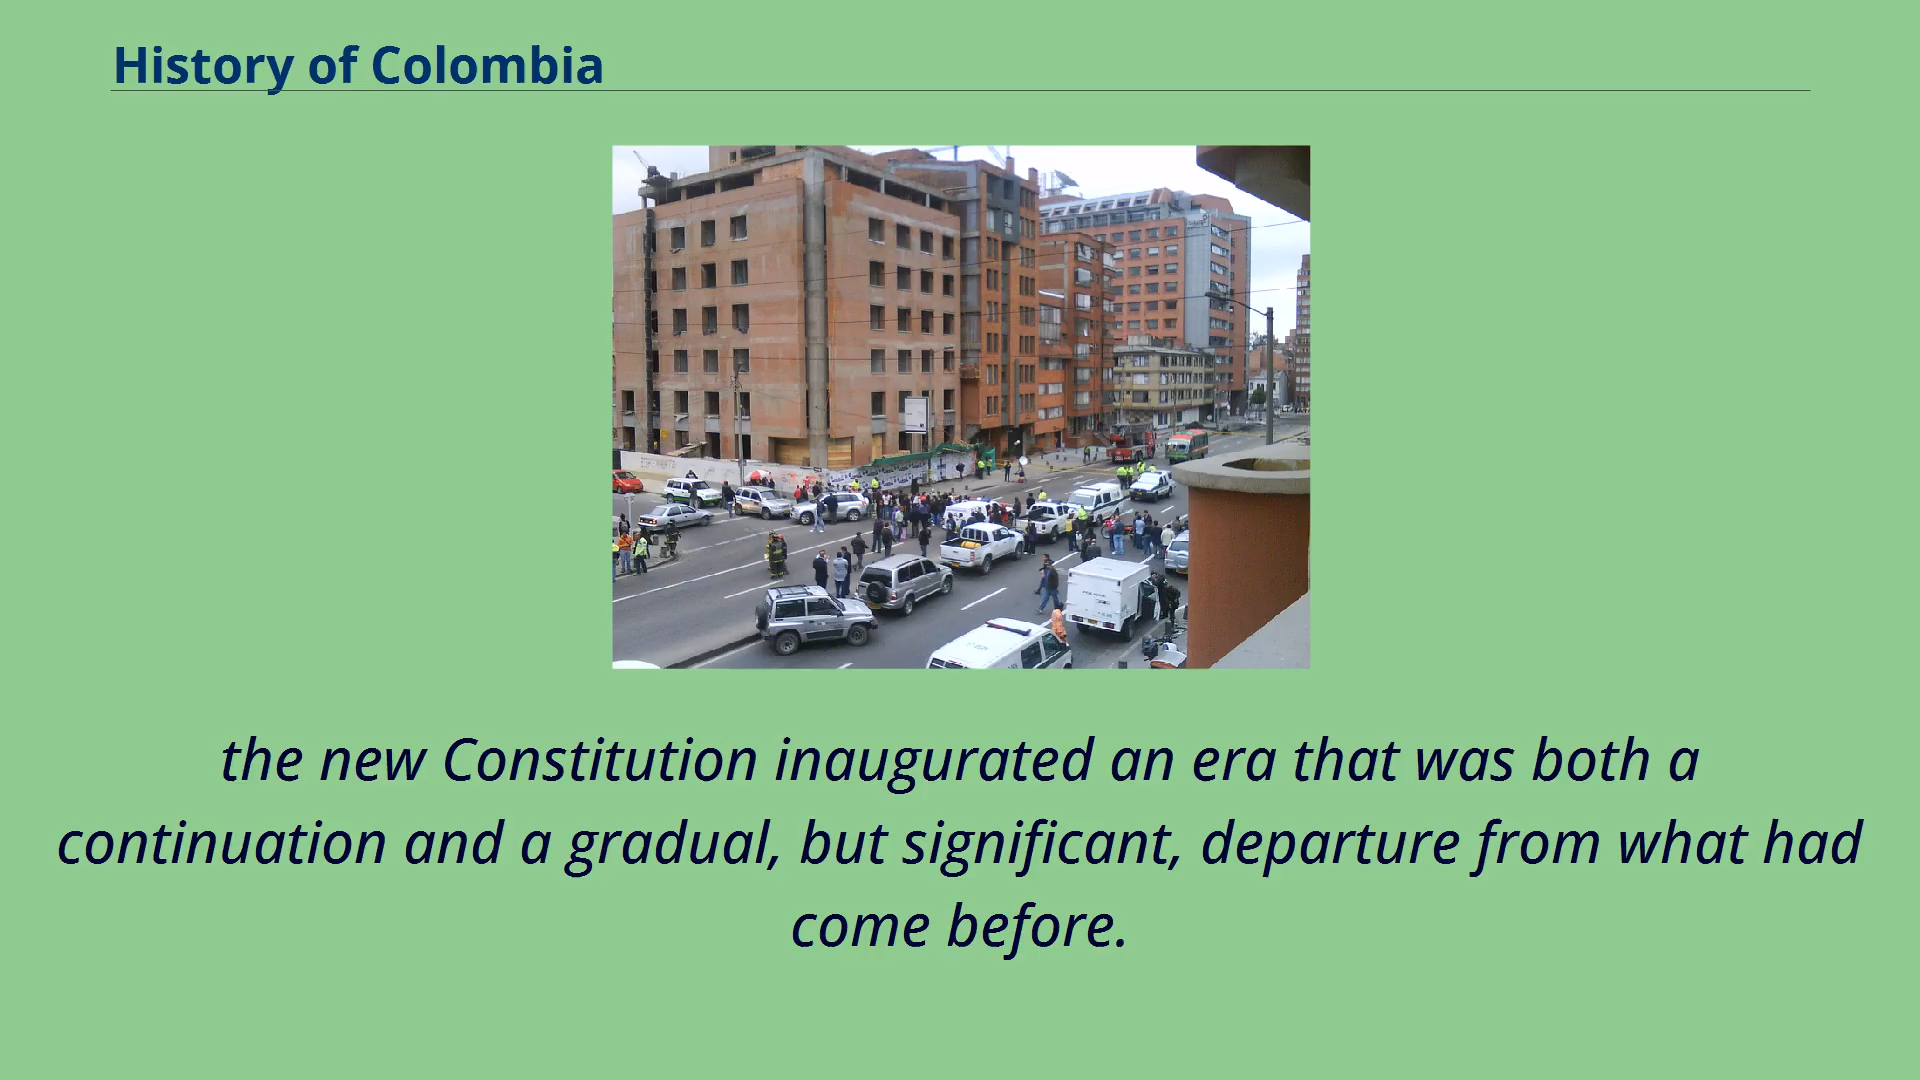 History of Colombia
the new Constitution inaugurated an era that was both a
continuation and a gradual, but significant, departure from what had
come before.